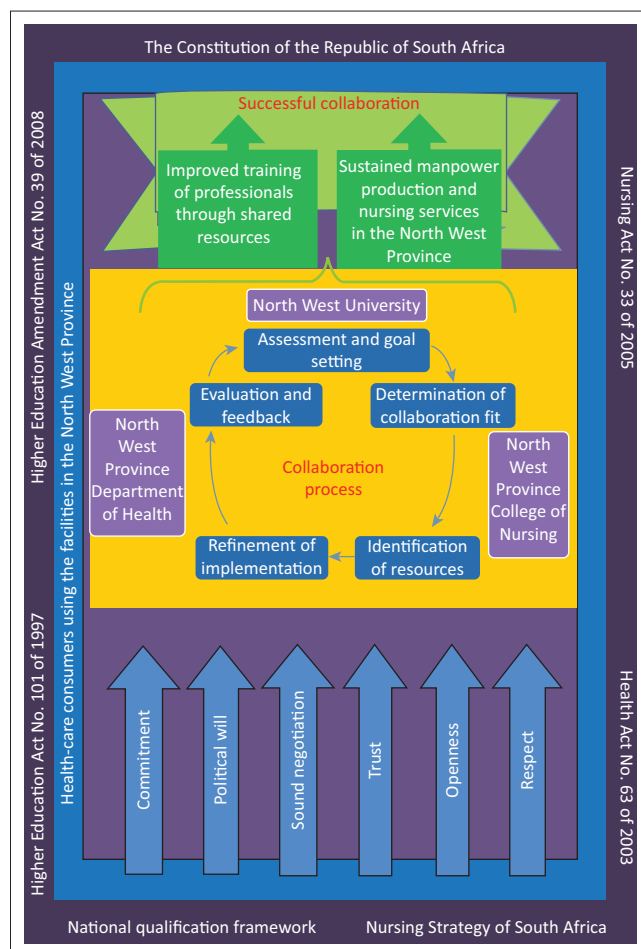 The Constitution of the Republic of South Africa
Higher Education Amendment Act No. 39 of 2008
Higher Education Act No. 101 of 1997
Health-care consumers using the facilities in the North West Province
Nursing Act No. 33 of 2005
Health Act No. 63 of 2003
Successful collaboration
Improved training
of professionals
through shared
resources
Sustained manpower
production and
nursing services
in the North West
Province
North West University
Assessment and goal
setting
Evaluation and
feedback
Determination of
collaboration fit
North
West
Province
Department
of Health
Collaboration
process
North
West
Province
College of
Nursing
Refinement of
implementation
Identification
of resources
Commitment
Political will
Sound negotiation
Trust
Openness
Respect
National qualification framework
Nursing Strategy of South Africa